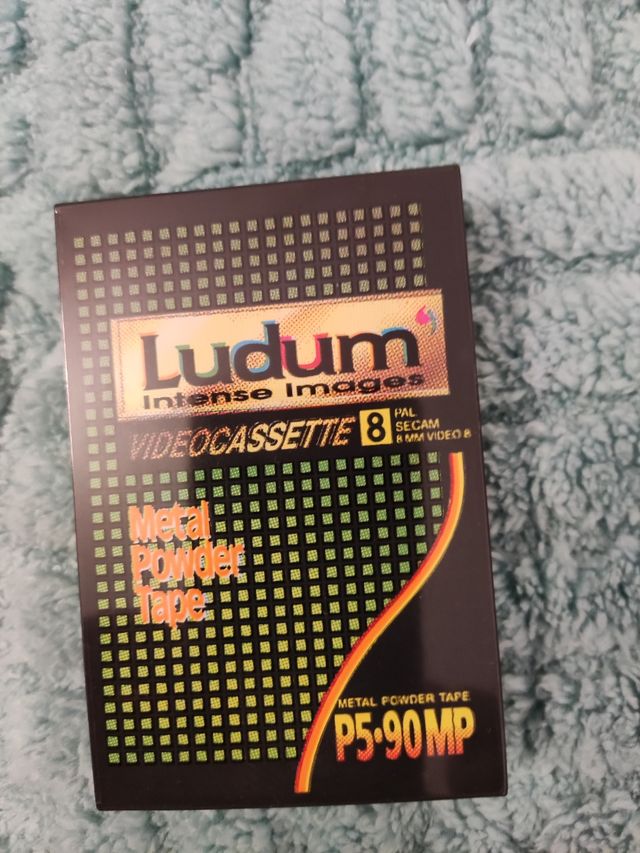 Ludum
Intense Images
VIDEOCASSETTE 8
PAL
SECAM
8 MM VIDEO 8
Metal
Powder
Tape
METAL POWDER TAPE
P5•90MP